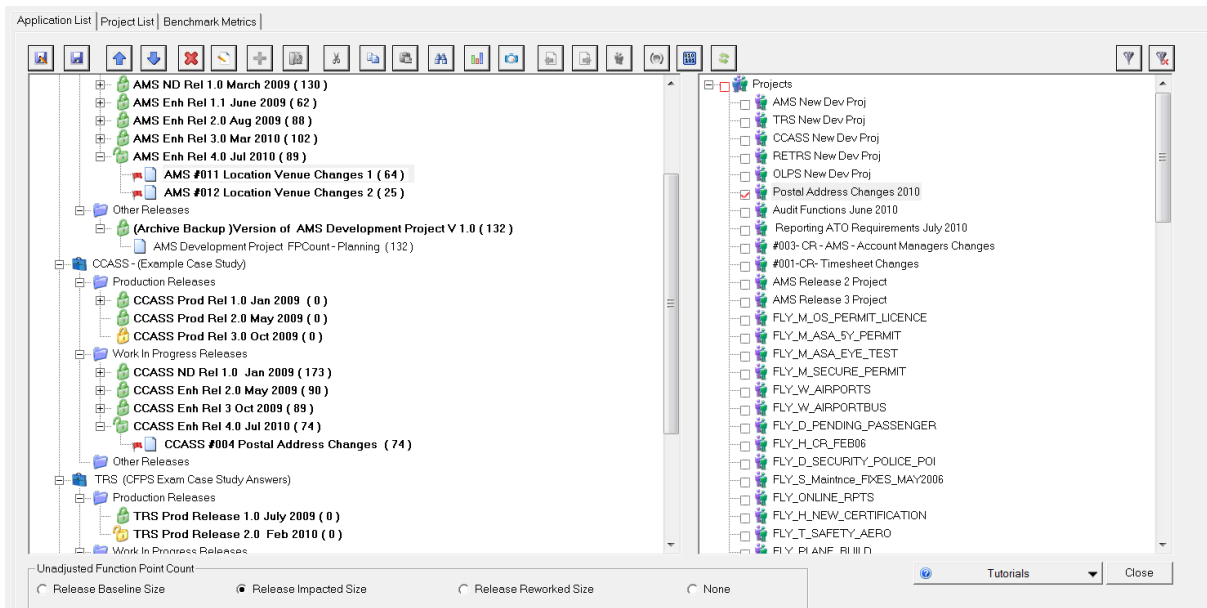 Application List Project List Benchmark Metrics
AMS ND Rel 1.0 March 2009 ( 130 )
AMS Enh Rel 1.1 June 2009 ( 62 )
AMS Enh Rel 2.0 Aug 2009 ( 88 )
AMS Enh Rel 3.0 Mar 2010 ( 102 )
AMS Enh Rel 4.0 Jul 2010 ( 89 )
AMS #011 Location Venue Changes 1 ( 64 )
AMS #012 Location Venue Changes 2 ( 25 )
Other Releases
(Archive Backup )Version of AMS Development Project V 1.0 ( 132 )
AMS Development Project FPCount - Planning ( 132 )
CCASS - (Example Case Study)
Production Releases
CCASS Prod Rel 1.0 Jan 2009 ( 0 )
CCASS Prod Rel 2.0 May 2009 ( 0 )
CCASS Prod Rel 3.0 Oct 2009 ( 0 )
Work In Progress Releases
CCASS ND Rel 1.0 Jan 2009 ( 173 )
CCASS Enh Rel 2.0 May 2009 ( 90 )
CCASS Enh Rel 3 Oct 2009 ( 89 )
CCASS Enh Rel 4.0 Jul 2010 ( 74 )
CCASS #004 Postal Address Changes ( 74 )
Other Releases
TRS (CFPS Exam Case Study Answers)
Production Releases
TRS Prod Release 1.0 July 2009 ( 0 )
TRS Prod Release 2.0 Feb 2010 ( 0 )
Work In Progress Releases
Projects
AMS New Dev Proj
TRS New Dev Proj
CCASS New Dev Proj
RETRS New Dev Proj
OLPS New Dev Proj
Postal Address Changes 2010
Audit Functions June 2010
Reporting ATO Requirements July 2010
#003- CR - AMS - Account Managers Changes
#001-CR- Timesheet Changes
AMS Release 2 Project
AMS Release 3 Project
FLY_M_OS_PERMIT_LICENCE
FLY_M_ASA_5Y_PERMIT
FLY_M_ASA_EYE_TEST
FLY_M_SECURE_PERMIT
FLY_W_AIRPORTS
FLY_W_AIRPORTBUS
FLY_D_PENDING_PASSENGER
FLY_H_CR_FEB06
FLY_D_SECURITY_POLICE_POI
FLY_S_Maintnce_FIXES_MAY2006
FLY_ONLINE_RPTS
FLY_H_NEW_CERTIFICATION
FLY_T_SAFETY_AERO
FLY_PLANE_BUILD
Unadjusted Function Point Count
Release Baseline Size Release Impacted Size Release Reworked Size None
Tutorials Close